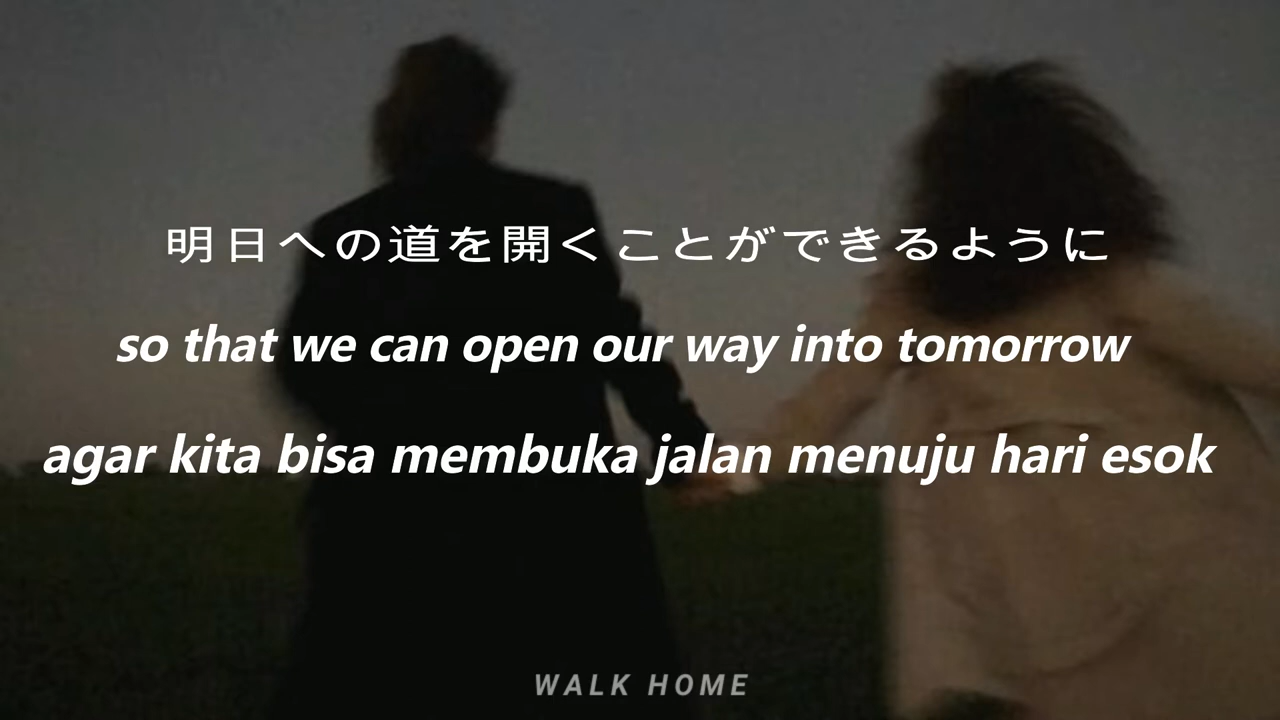 明日への道を開くことができるように
so that we can open our way into tomorrow
agar kita bisa membuka jalan menuju hari esok
WALK HOME